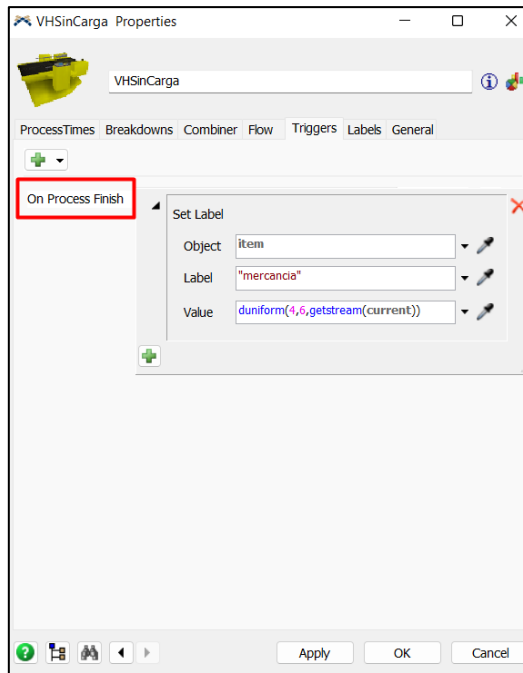 VHSinCarga Properties
VHSinCarga
ProcessTimes Breakdowns Combiner Flow Triggers Labels General
On Process Finish
Set Label
Object item
Label "mercancia"
Value duniform(4,6,getstream(current))
Apply OK Cancel